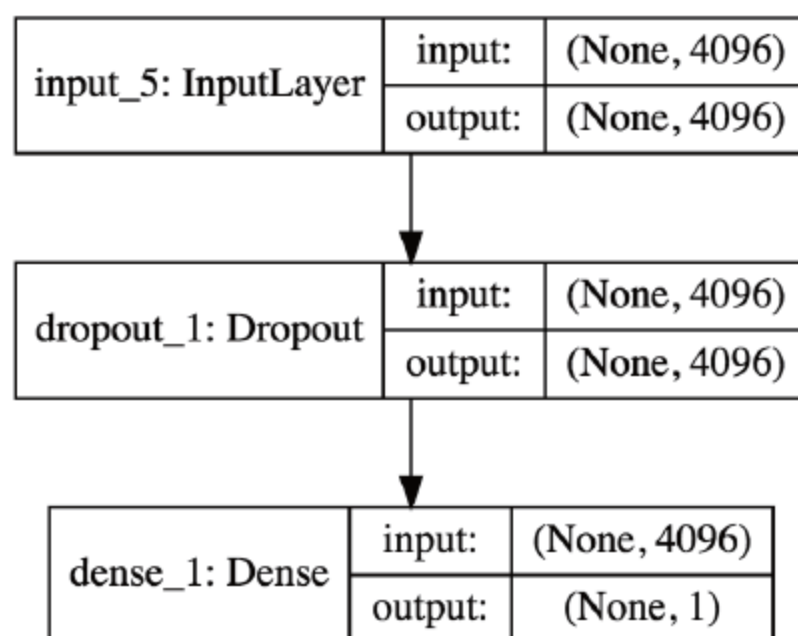 input_5: InputLayer
input: (None, 4096)
output: (None, 4096)
dropout_1: Dropout
input: (None, 4096)
output: (None, 4096)
dense_1: Dense
input: (None, 4096)
output: (None, 1)